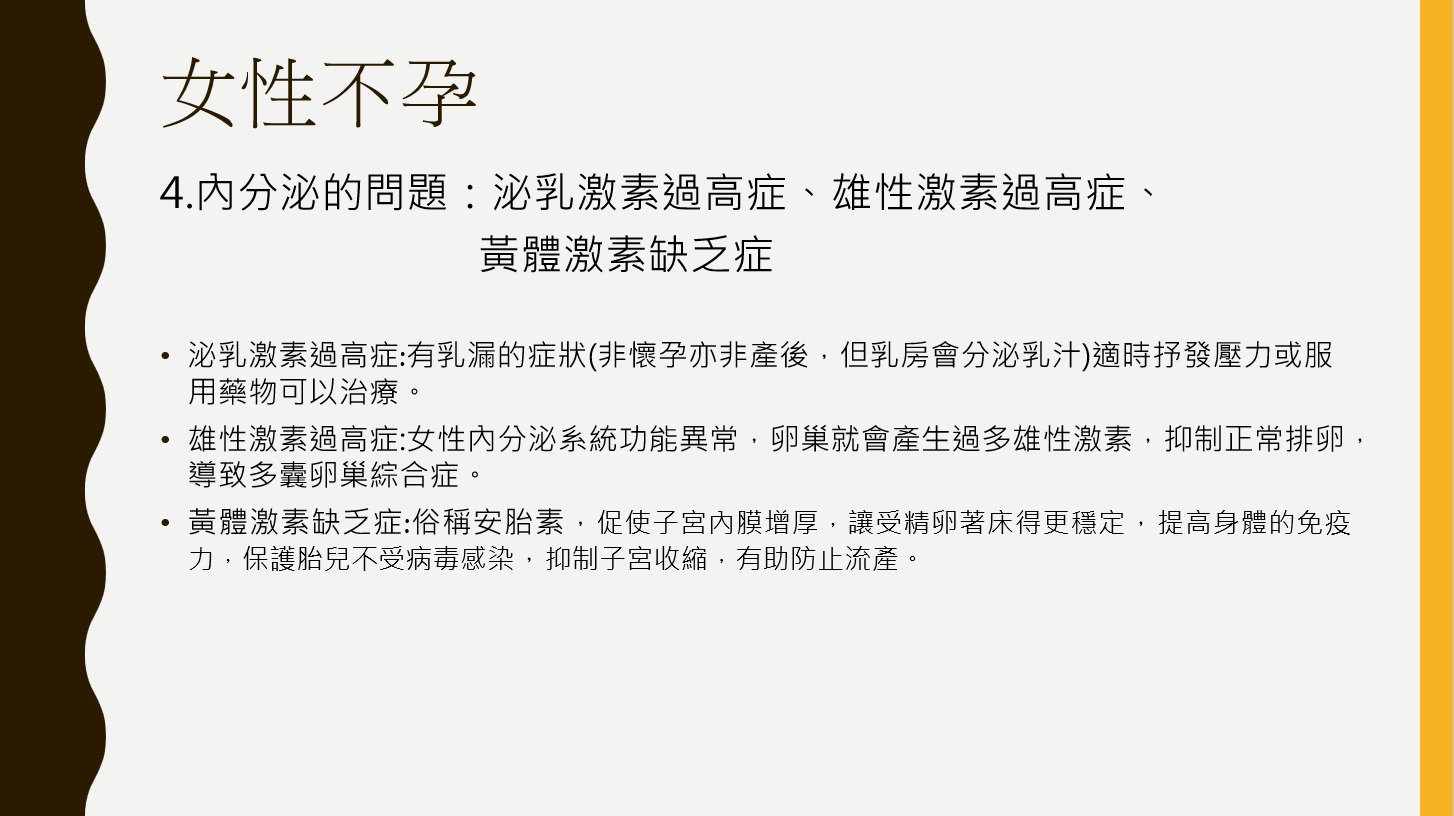 女性不孕
4.內分泌的問題：泌乳激素過高症、雄性激素過高症、
黃體激素缺乏症
• 泌乳激素過高症:有乳漏的症狀(非懷孕亦非產後，但乳房會分泌乳汁)適時抒發壓力或服
用藥物可以治療。
• 雄性激素過高症:女性內分泌系統功能異常，卵巢就會產生過多雄性激素，抑制正常排卵，
導致多囊卵巢綜合症。
• 黃體激素缺乏症:俗稱安胎素，促使子宮內膜增厚，讓受精卵著床得更穩定，提高身體的免疫
力，保護胎兒不受病毒感染，抑制子宮收縮，有助防止流產。